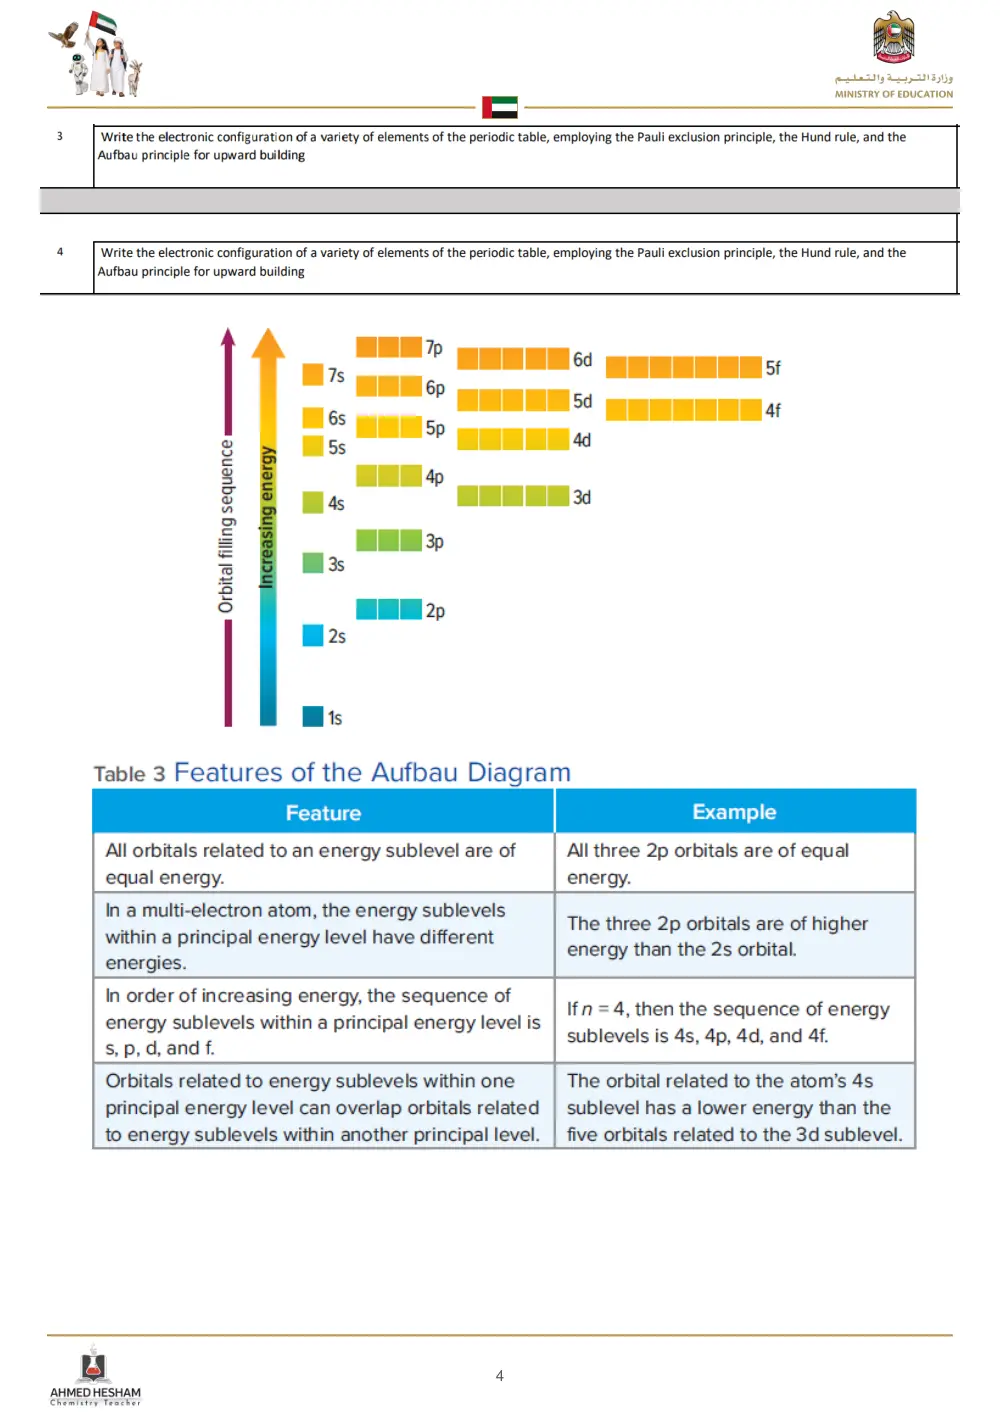 وزارة التربية والتعليم
MINISTRY OF EDUCATION
3
Write the electronic configuration of a variety of elements of the periodic table, employing the Pauli exclusion principle, the Hund rule, and the
Aufbau principle for upward building
4
Write the electronic configuration of a variety of elements of the periodic table, employing the Pauli exclusion principle, the Hund rule, and the
Aufbau principle for upward building
Orbital filling sequence
Increasing energy
7p
6d
5f
7s
6p
5d
4f
6s
5p
5s
4d
4p
4s
3d
3p
3s
2p
2s
1s
Table 3 Features of the Aufbau Diagram
Feature
Example
All orbitals related to an energy sublevel are of
equal energy.
All three 2p orbitals are of equal
energy.
In a multi-electron atom, the energy sublevels
within a principal energy level have different
energies.
The three 2p orbitals are of higher
energy than the 2s orbital.
In order of increasing energy, the sequence of
energy sublevels within a principal energy level is
s, p, d, and f.
If n = 4, then the sequence of energy
sublevels is 4s, 4p, 4d, and 4f.
Orbitals related to energy sublevels within one
principal energy level can overlap orbitals related
to energy sublevels within another principal level.
The orbital related to the atom's 4s
sublevel has a lower energy than the
five orbitals related to the 3d sublevel.
AHMED HESHAM
Chemistry Teacher
4